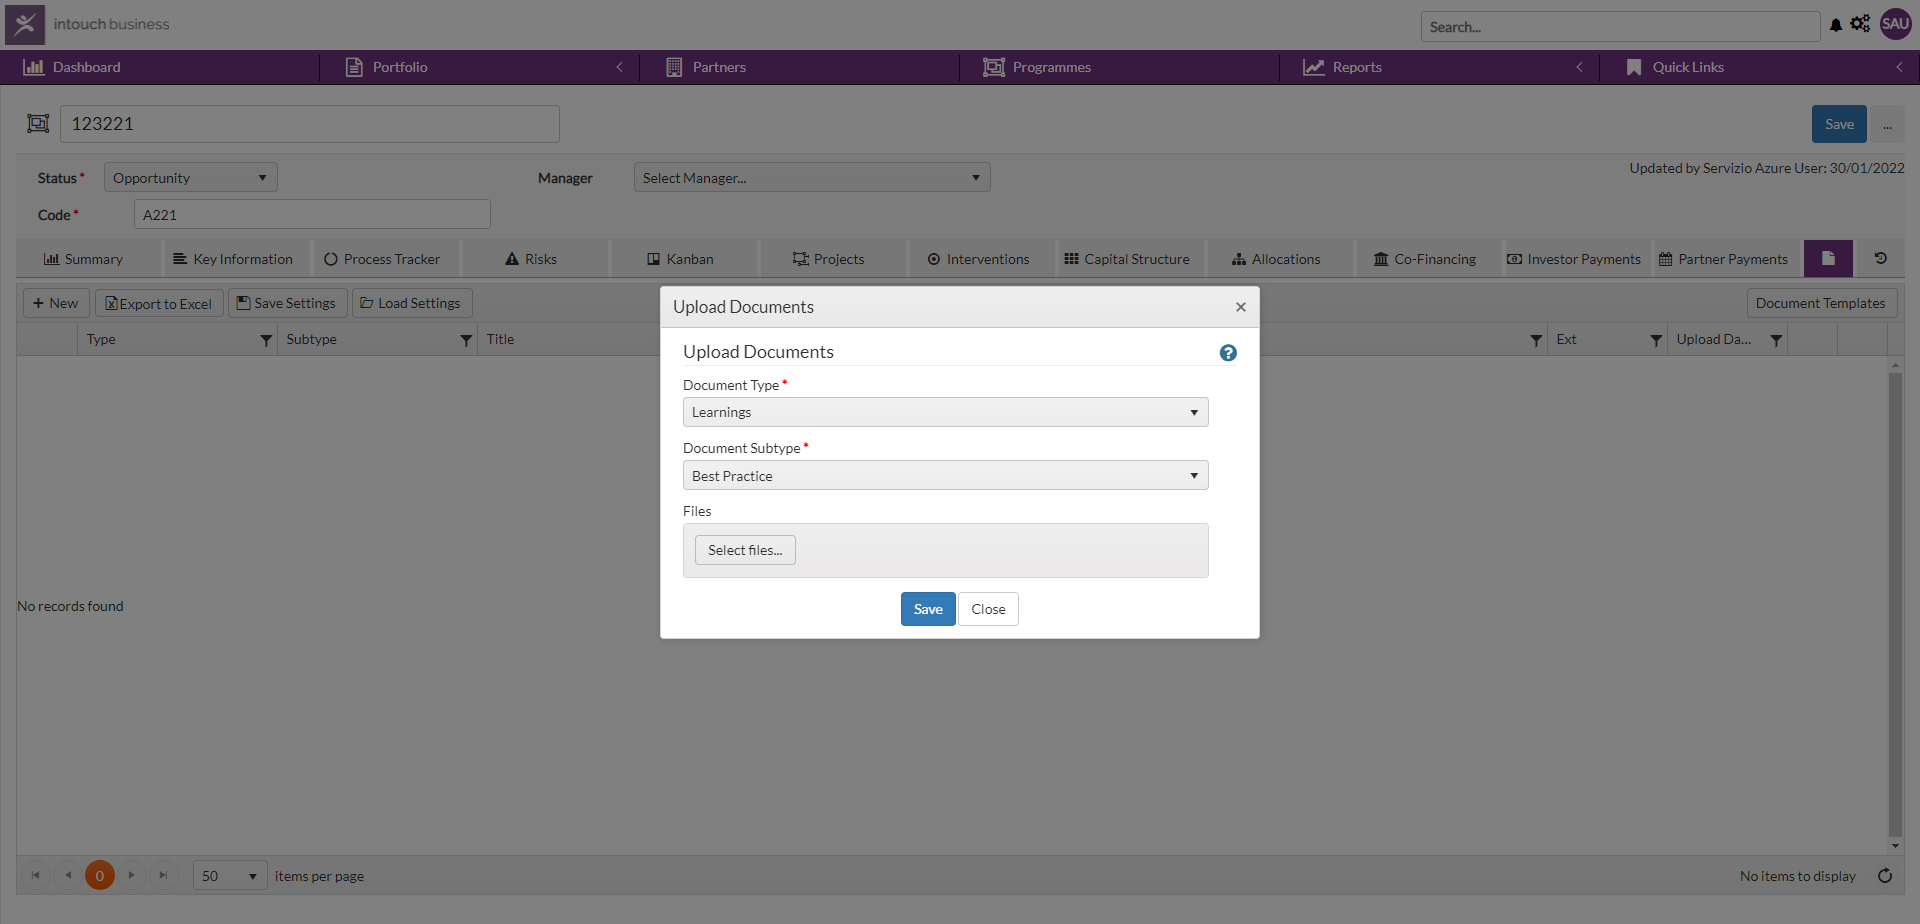 intouch business
Search...
SAU
Dashboard
Portfolio
Partners
Programmes
Reports
Quick Links
123221
Save
...
Status *
Opportunity
Manager
Select Manager...
Updated by Servizio Azure User: 30/01/2022
Code *
A221
Summary
Key Information
Process Tracker
Risks
Kanban
Projects
Interventions
Capital Structure
Allocations
Co-Financing
Investor Payments
Partner Payments
+ New
Export to Excel
Save Settings
Load Settings
Document Templates
Type
Subtype
Title
Ext
Upload Da...
Upload Documents
×
Upload Documents
?
Document Type *
Learnings
Document Subtype *
Best Practice
Files
Select files...
Save
Close
No records found
0
50
items per page
No items to display